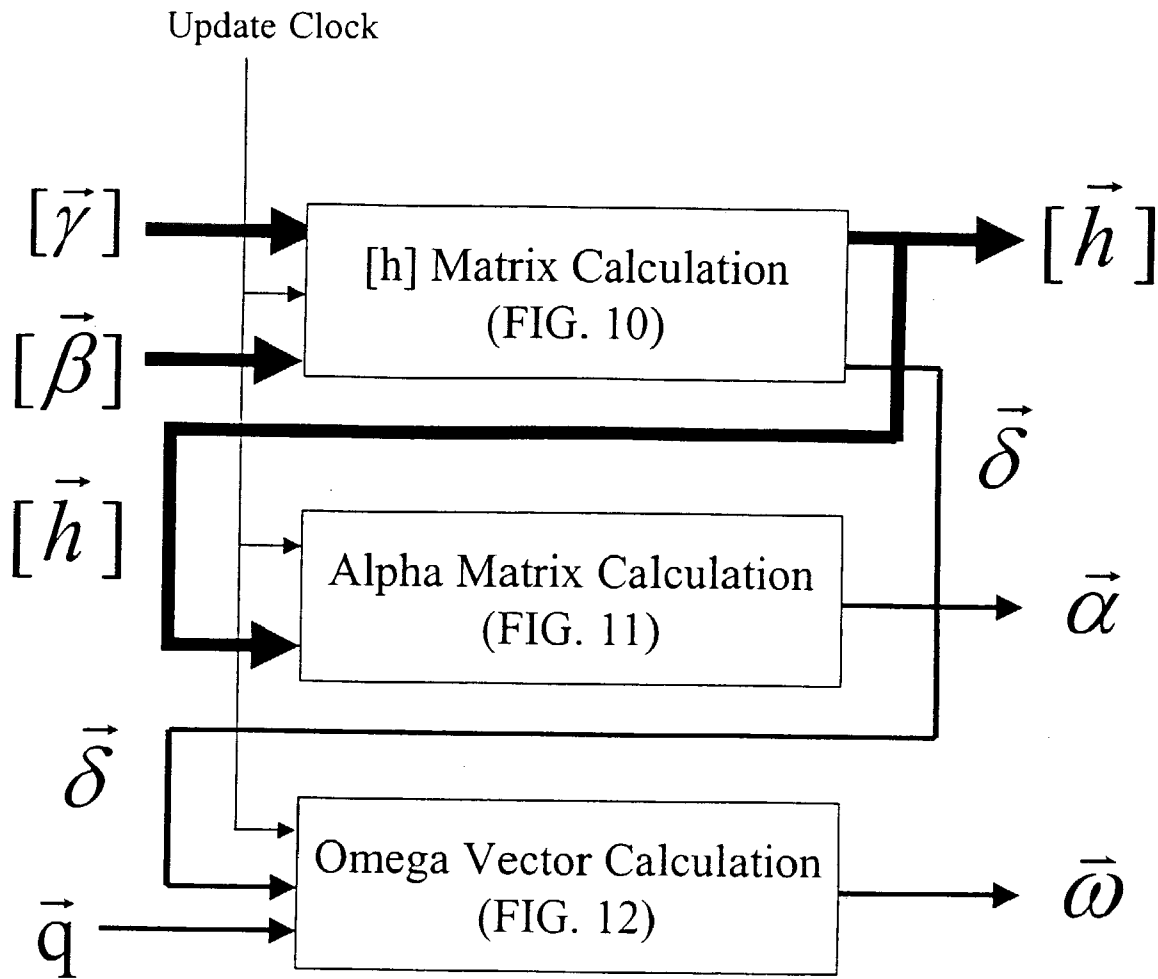 Update Clock
[γ⃗]
[h] Matrix Calculation
(FIG. 10)
[h⃗]
[β⃗]
δ⃗
[h⃗]
Alpha Matrix Calculation
(FIG. 11)
α⃗
δ⃗
Omega Vector Calculation
(FIG. 12)
ω⃗
q⃗